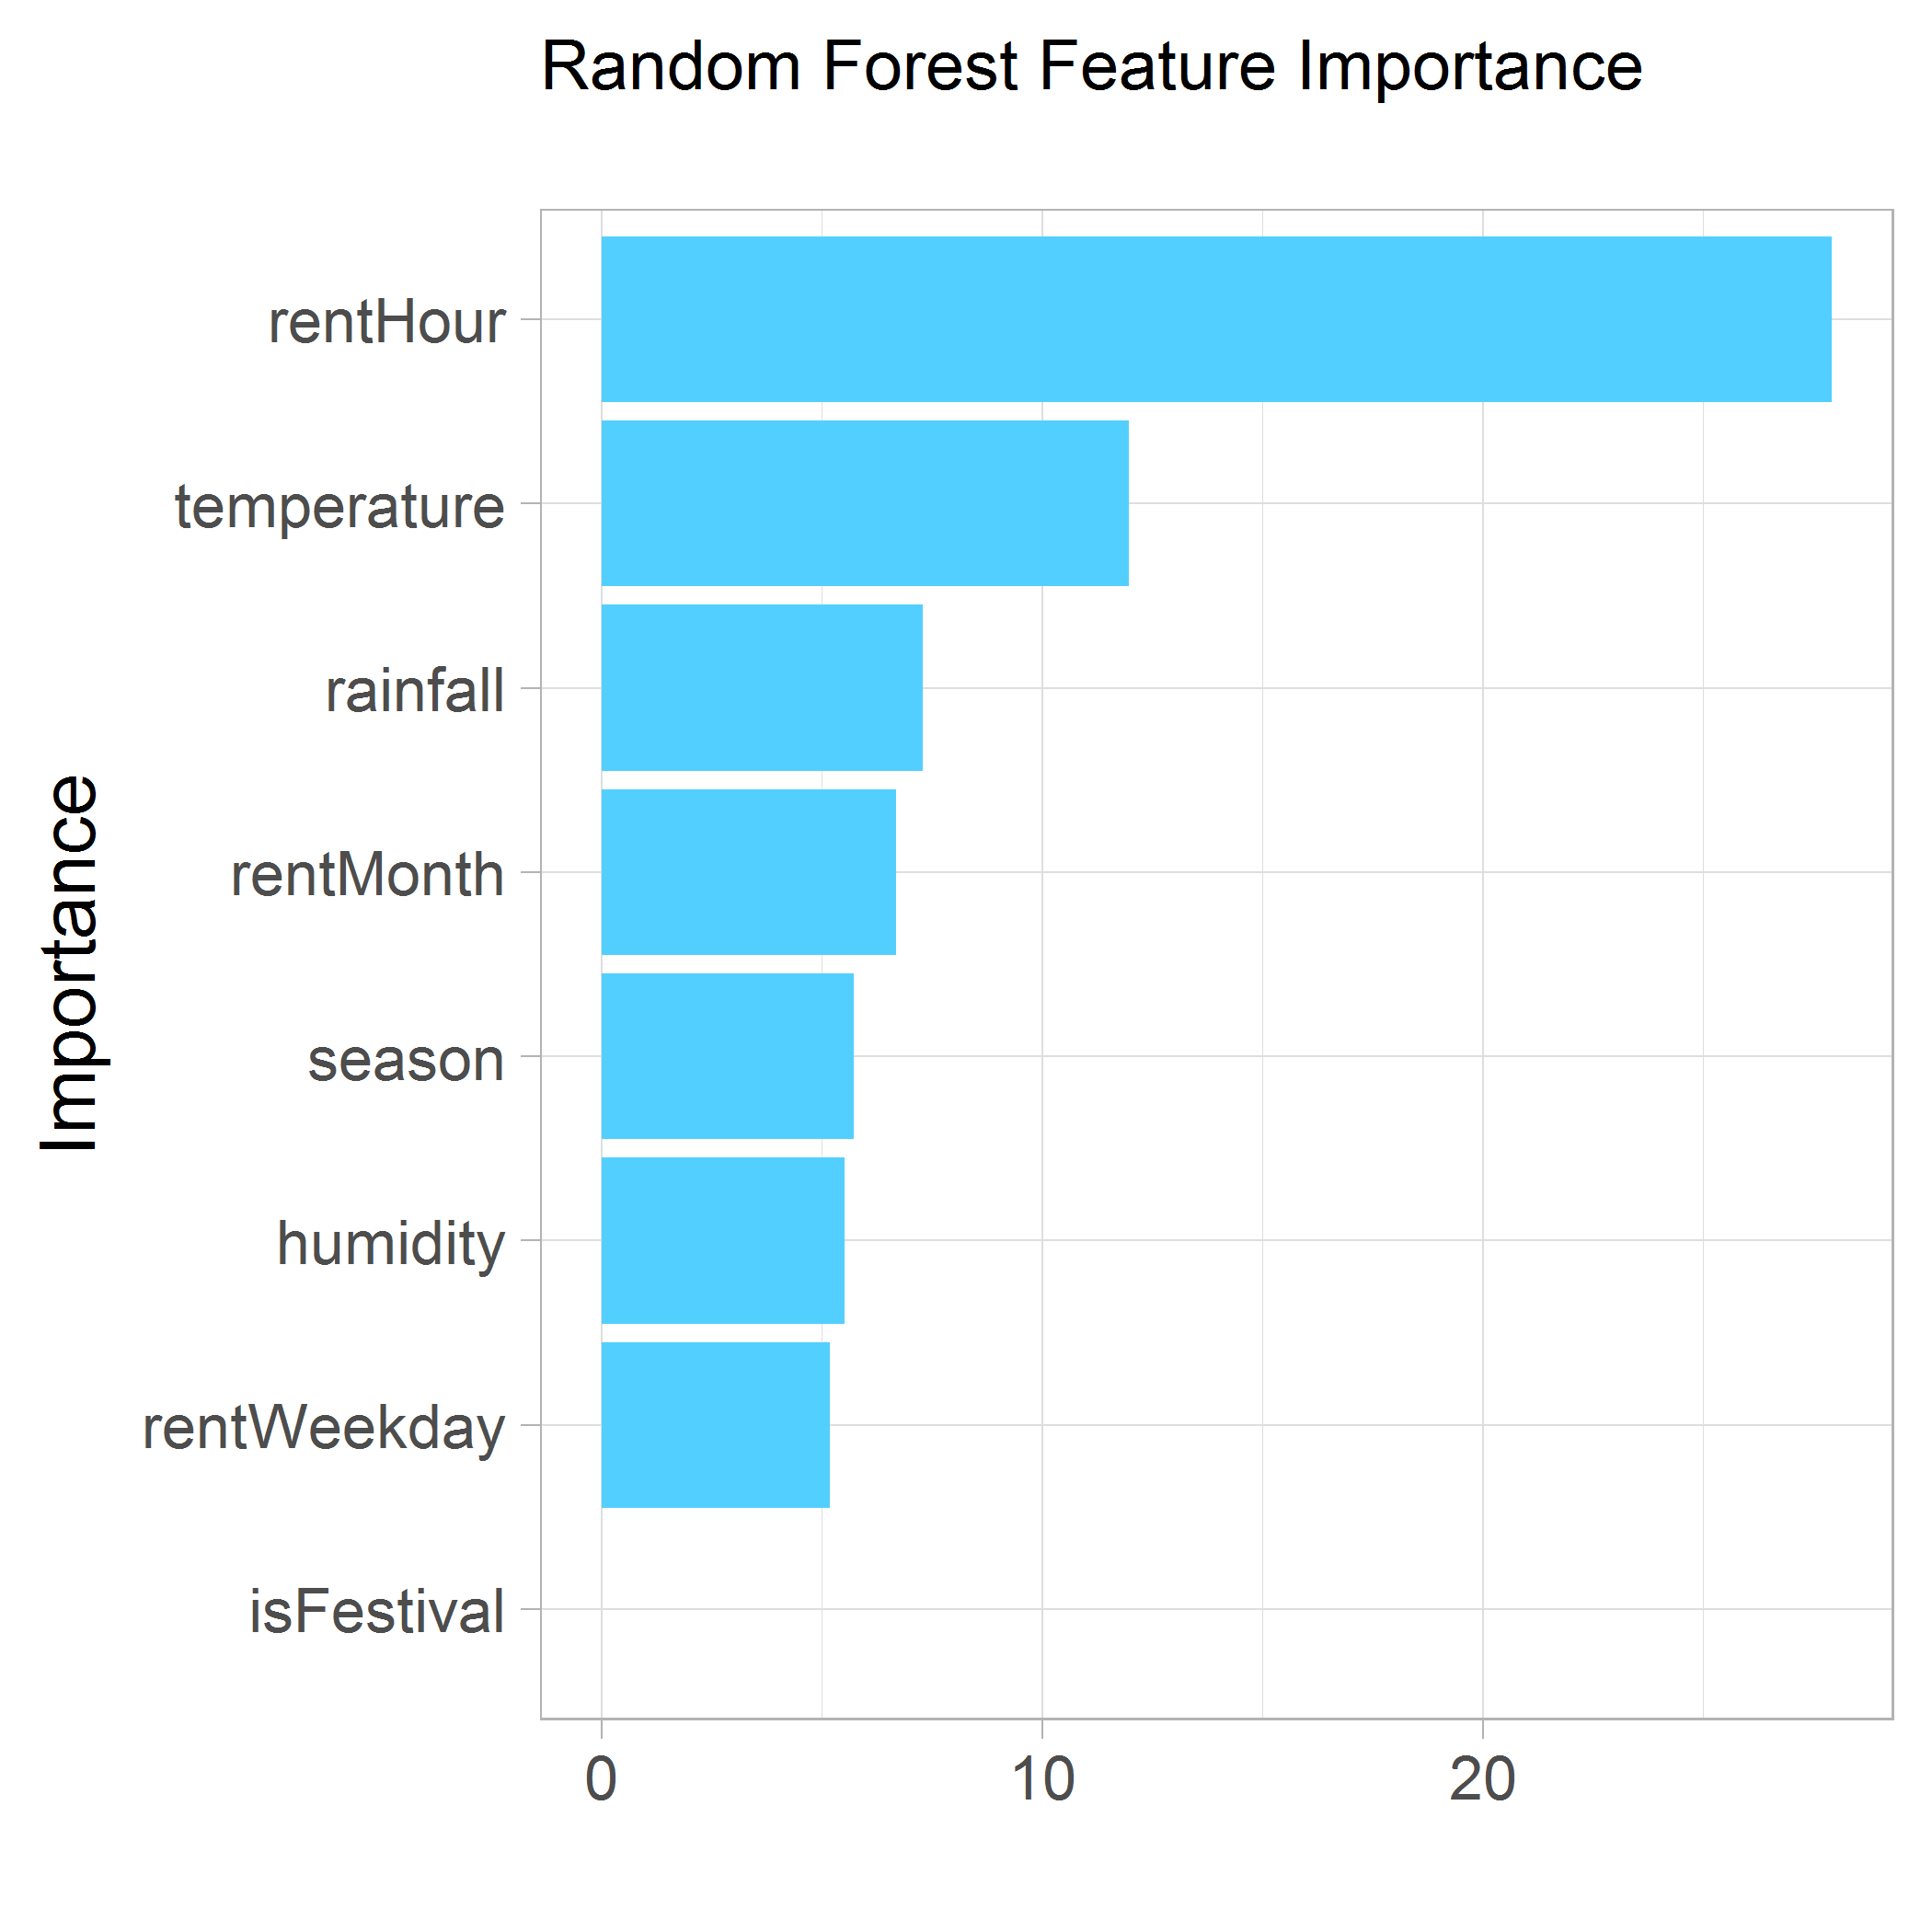 Random Forest Feature Importance
Importance
rentHour
temperature
rainfall
rentMonth
season
humidity
rentWeekday
isFestival
0 10 20